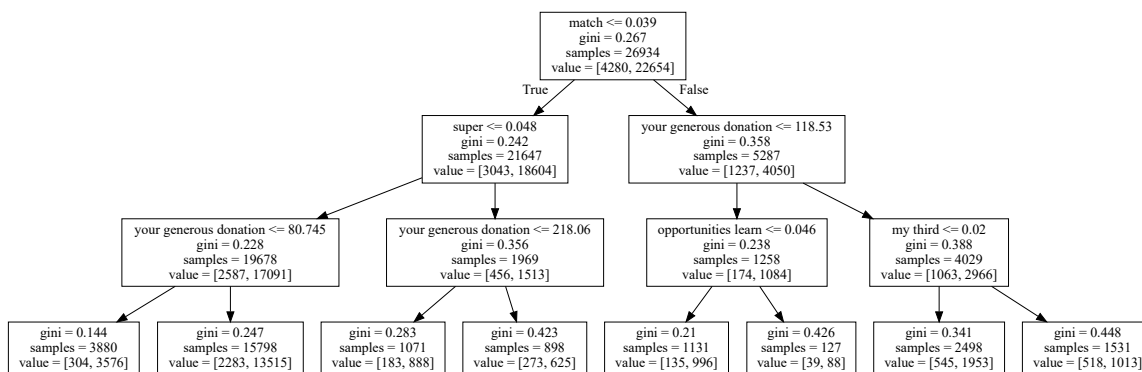 match <= 0.039
gini = 0.267
samples = 26934
value = [4280, 22654]
True
False
super <= 0.048
gini = 0.242
samples = 21647
value = [3043, 18604]
your generous donation <= 118.53
gini = 0.358
samples = 5287
value = [1237, 4050]
your generous donation <= 80.745
gini = 0.228
samples = 19678
value = [2587, 17091]
your generous donation <= 218.06
gini = 0.356
samples = 1969
value = [456, 1513]
opportunities learn <= 0.046
gini = 0.238
samples = 1258
value = [174, 1084]
my third <= 0.02
gini = 0.388
samples = 4029
value = [1063, 2966]
gini = 0.144
samples = 3880
value = [304, 3576]
gini = 0.247
samples = 15798
value = [2283, 13515]
gini = 0.283
samples = 1071
value = [183, 888]
gini = 0.423
samples = 898
value = [273, 625]
gini = 0.21
samples = 1131
value = [135, 996]
gini = 0.426
samples = 127
value = [39, 88]
gini = 0.341
samples = 2498
value = [545, 1953]
gini = 0.448
samples = 1531
value = [518, 1013]